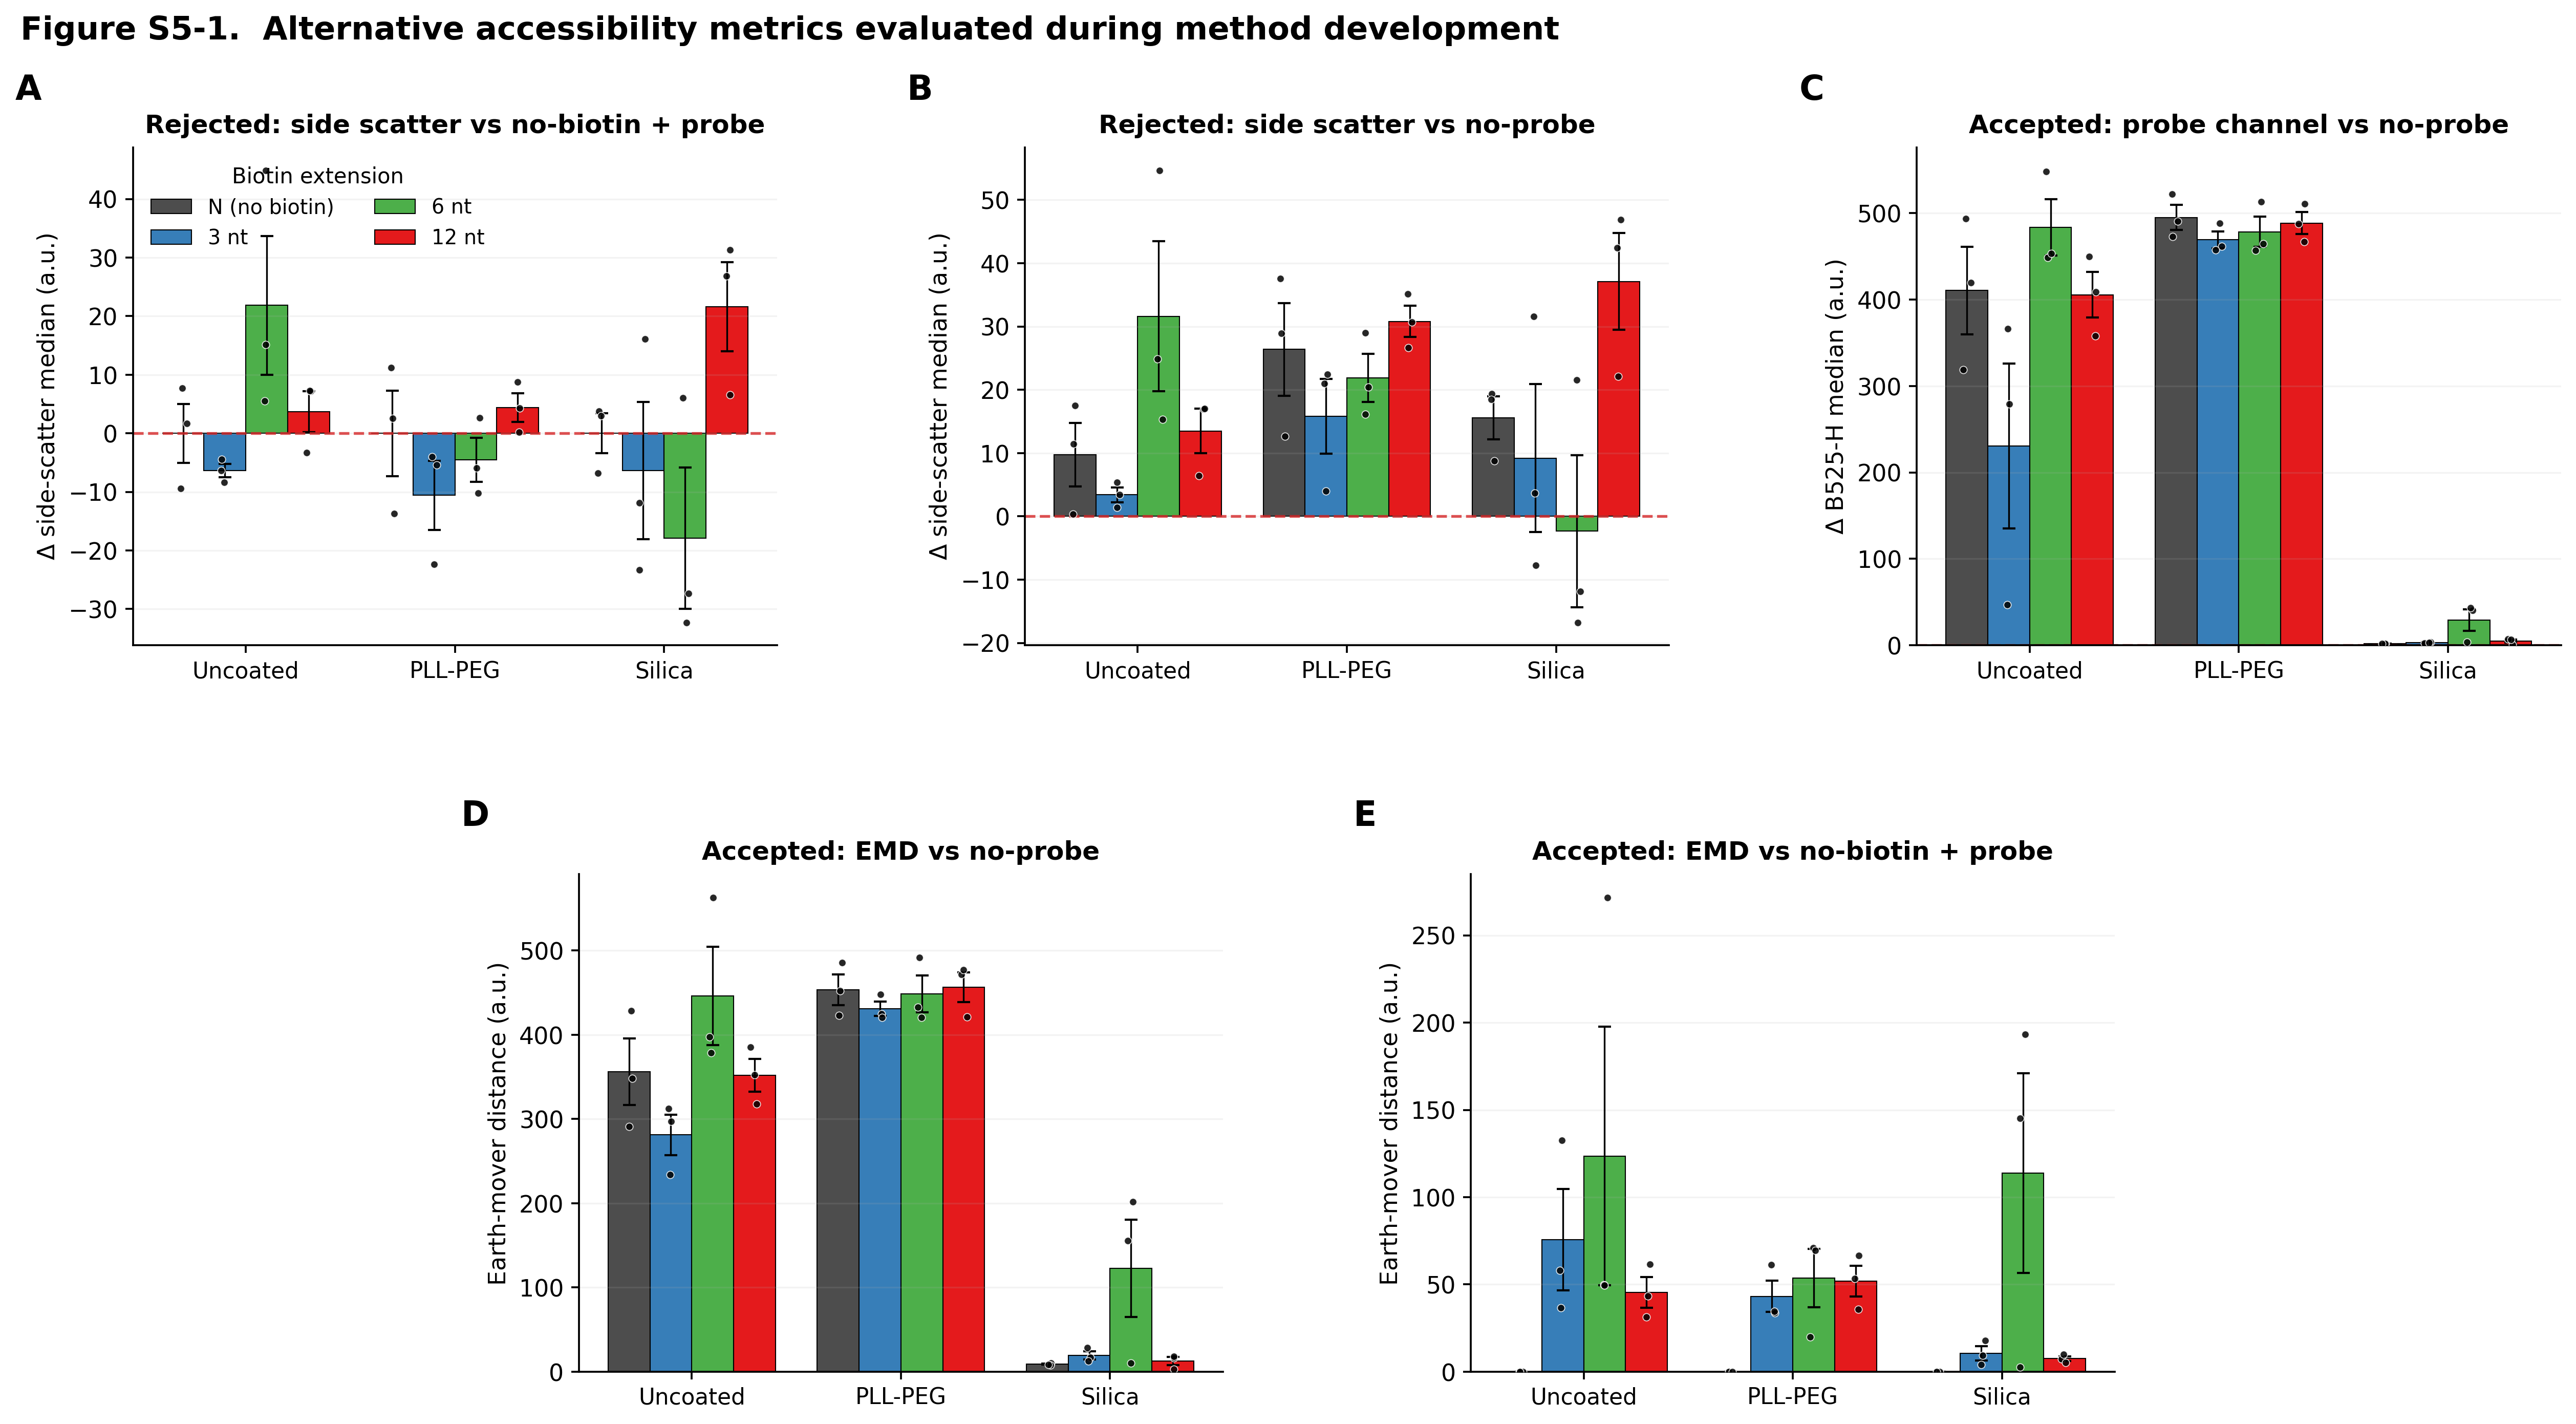 Figure S5-1. Alternative accessibility metrics evaluated during method development
A
Rejected: side scatter vs no-biotin + probe
Δ side-scatter median (a.u.)
40
30
20
10
0
−10
−20
−30
Biotin extension
N (no biotin)
3 nt
6 nt
12 nt
Uncoated
PLL-PEG
Silica
B
Rejected: side scatter vs no-probe
Δ side-scatter median (a.u.)
50
40
30
20
10
0
−10
−20
Uncoated
PLL-PEG
Silica
C
Accepted: probe channel vs no-probe
Δ B525-H median (a.u.)
500
400
300
200
100
0
Uncoated
PLL-PEG
Silica
D
Accepted: EMD vs no-probe
Earth-mover distance (a.u.)
500
400
300
200
100
0
Uncoated
PLL-PEG
Silica
E
Accepted: EMD vs no-biotin + probe
Earth-mover distance (a.u.)
250
200
150
100
50
0
Uncoated
PLL-PEG
Silica